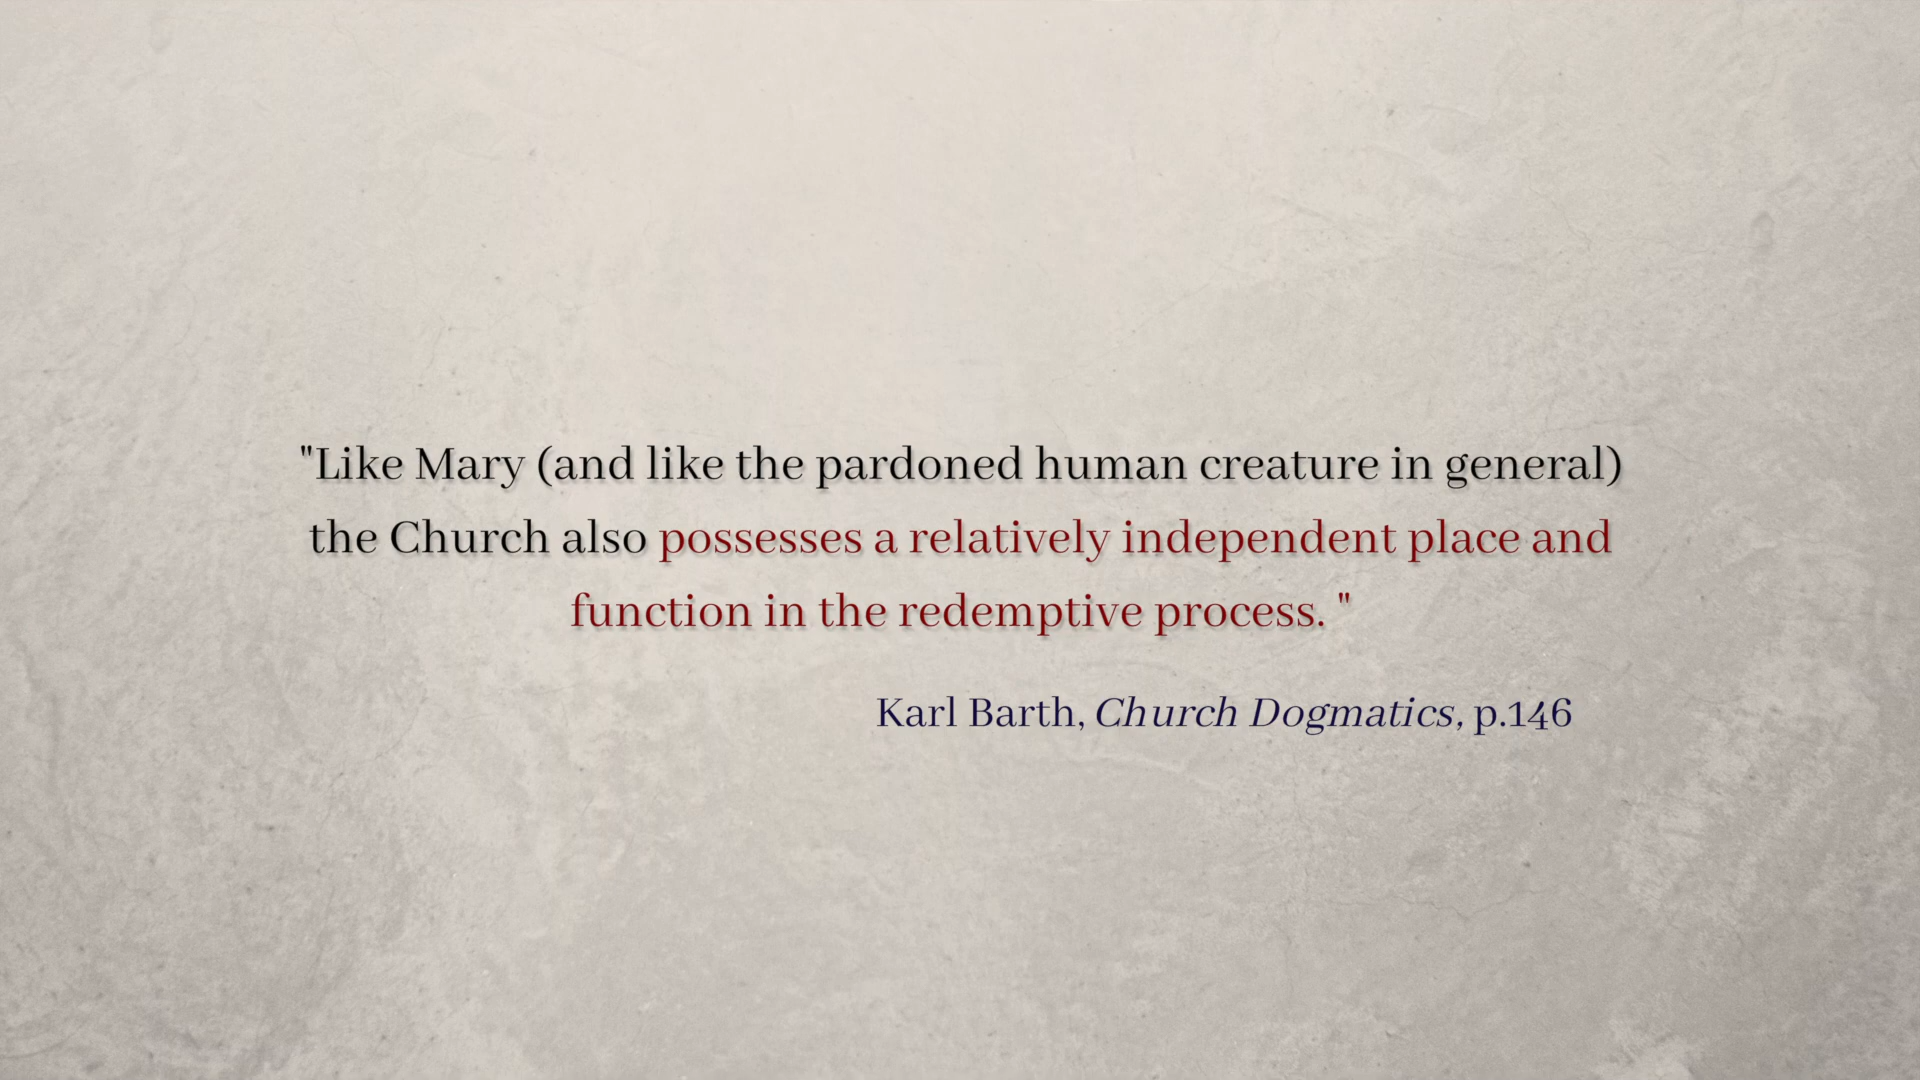 "Like Mary (and like the pardoned human creature in general)
the Church also possesses a relatively independent place and
function in the redemptive process. "
Karl Barth, Church Dogmatics, p.146